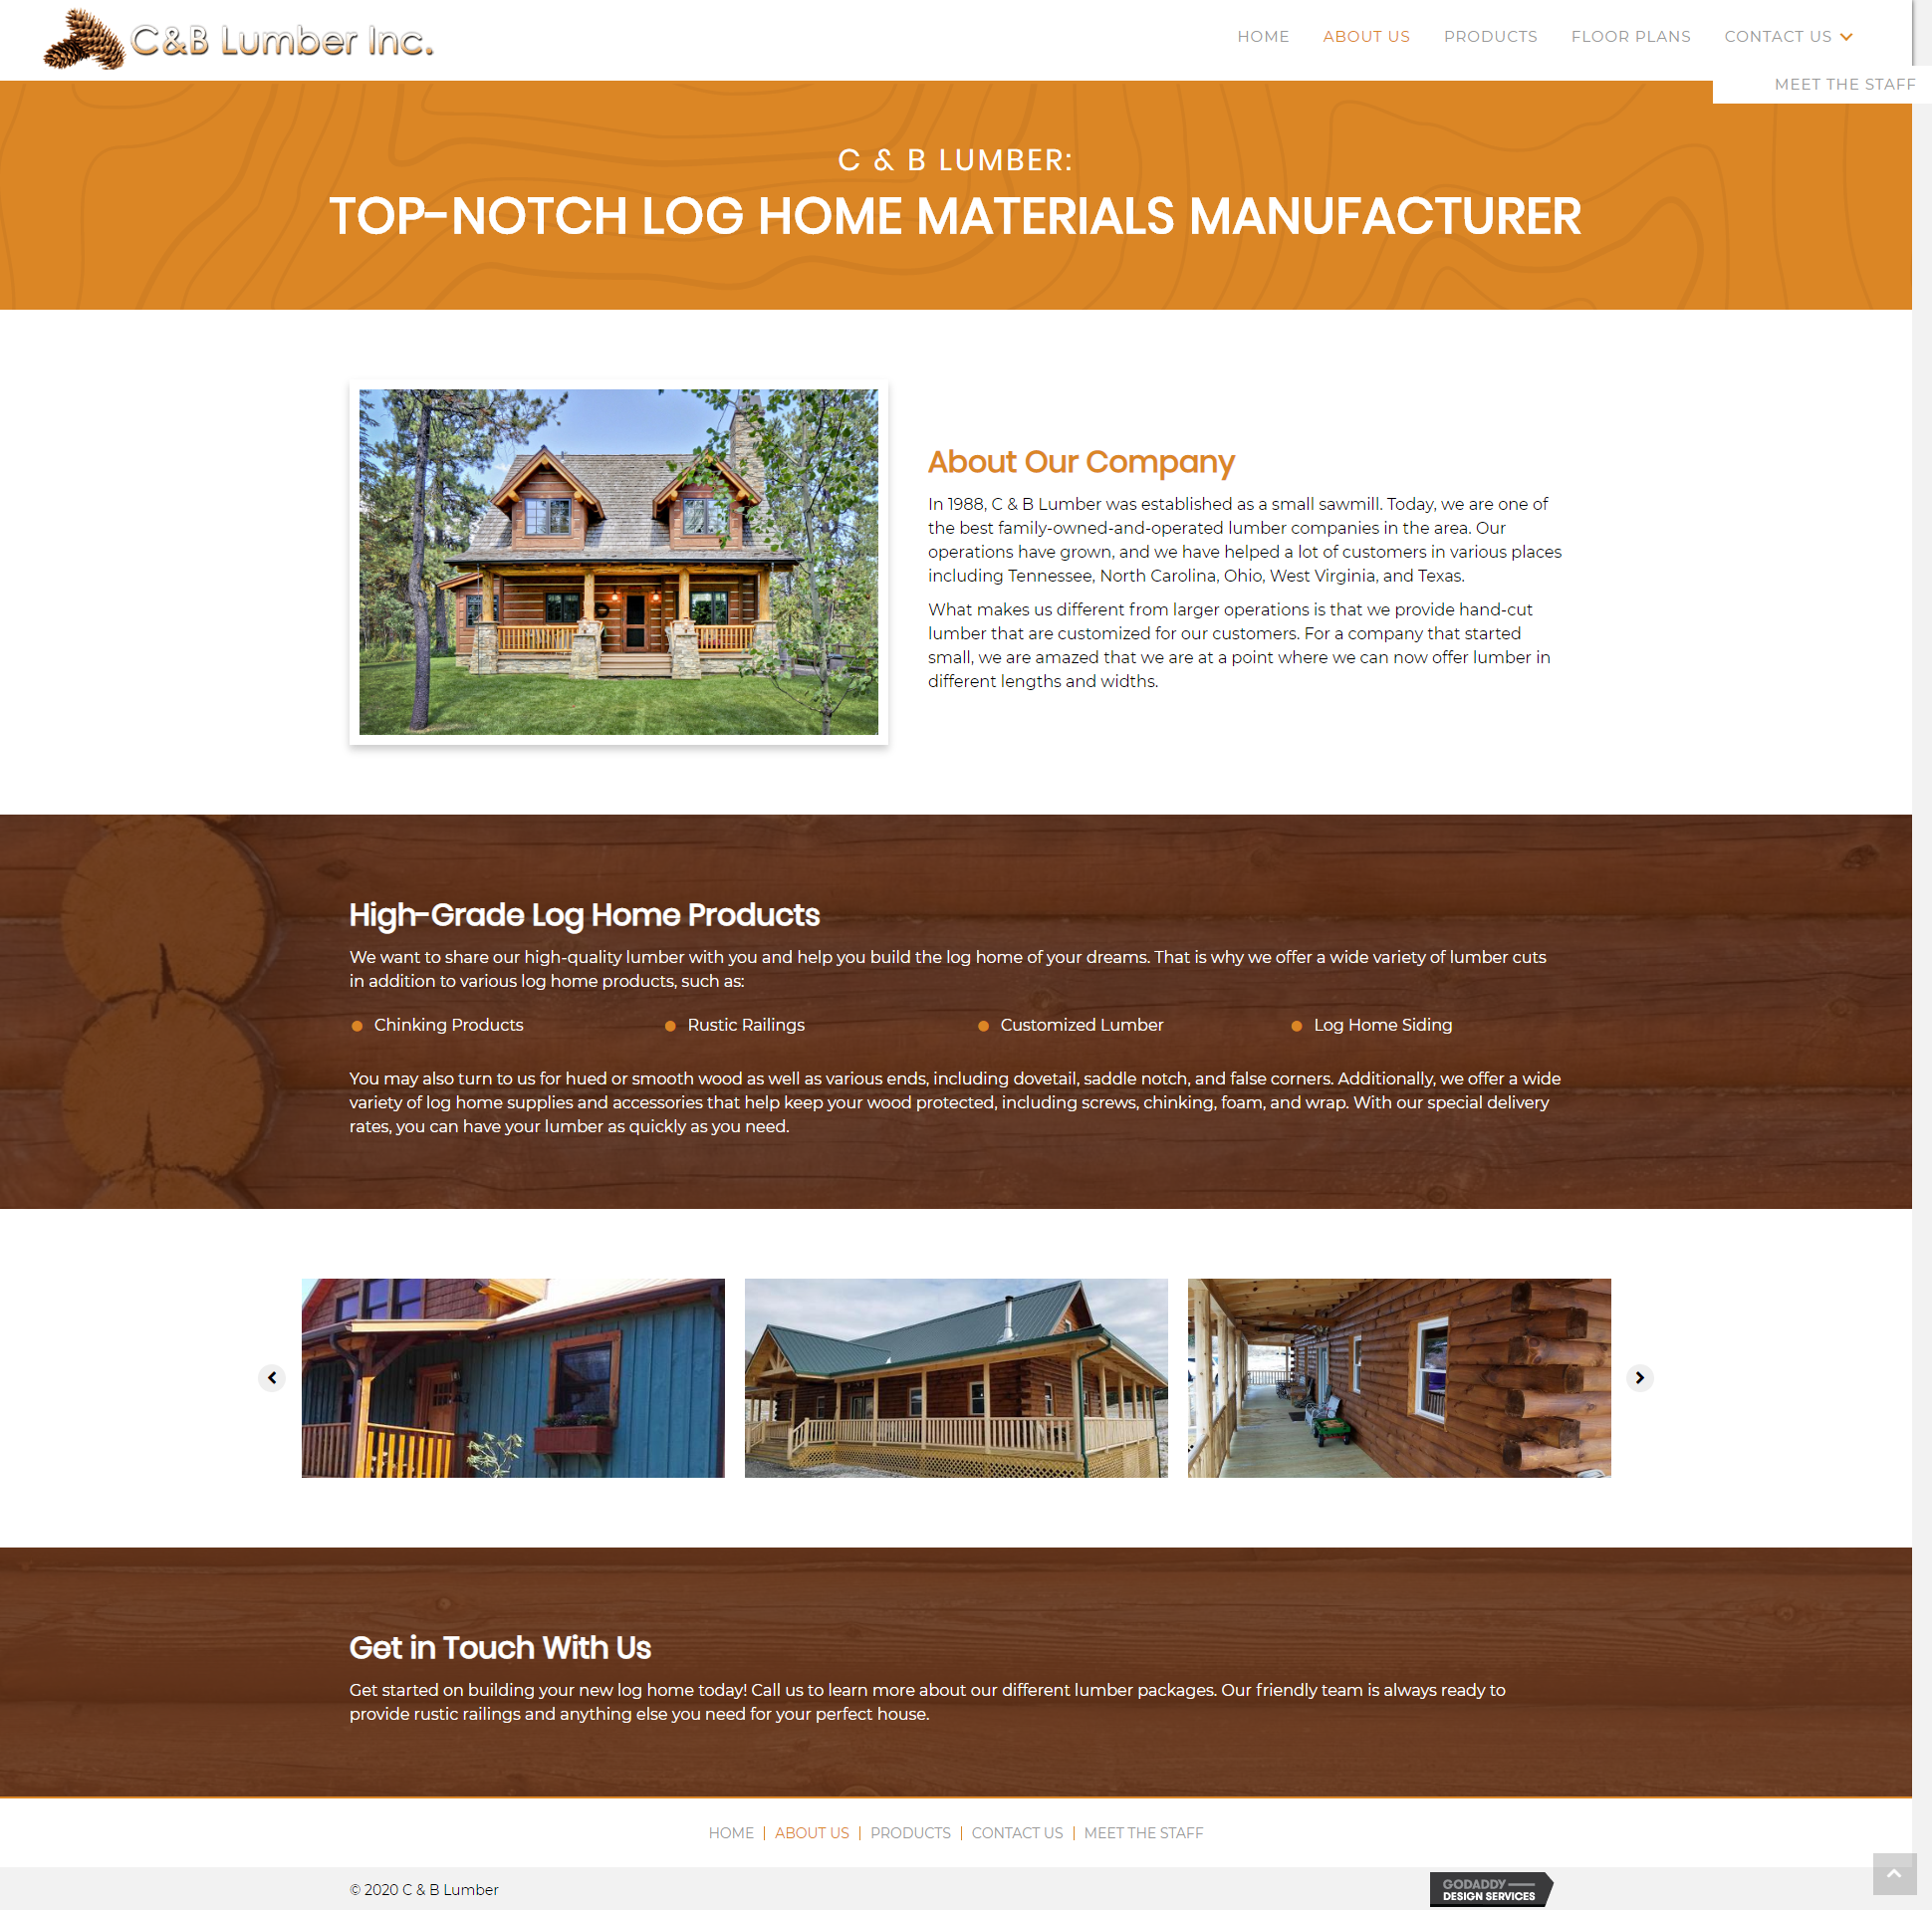 C&B Lumber Inc.
HOME ABOUT US PRODUCTS FLOOR PLANS CONTACT US
MEET THE STAFF
C & B LUMBER:
TOP-NOTCH LOG HOME MATERIALS MANUFACTURER
About Our Company
In 1988, C & B Lumber was established as a small sawmill. Today, we are one of
the best family-owned-and-operated lumber companies in the area. Our
operations have grown, and we have helped a lot of customers in various places
including Tennessee, North Carolina, Ohio, West Virginia, and Texas.
What makes us different from larger operations is that we provide hand-cut
lumber that are customized for our customers. For a company that started
small, we are amazed that we are at a point where we can now offer lumber in
different lengths and widths.
High-Grade Log Home Products
We want to share our high-quality lumber with you and help you build the log home of your dreams. That is why we offer a wide variety of lumber cuts
in addition to various log home products, such as:
Chinking Products Rustic Railings Customized Lumber Log Home Siding
You may also turn to us for hued or smooth wood as well as various ends, including dovetail, saddle notch, and false corners. Additionally, we offer a wide
variety of log home supplies and accessories that help keep your wood protected, including screws, chinking, foam, and wrap. With our special delivery
rates, you can have your lumber as quickly as you need.
Get in Touch With Us
Get started on building your new log home today! Call us to learn more about our different lumber packages. Our friendly team is always ready to
provide rustic railings and anything else you need for your perfect house.
HOME | ABOUT US | PRODUCTS | CONTACT US | MEET THE STAFF
© 2020 C & B Lumber
GODADDY
DESIGN SERVICES